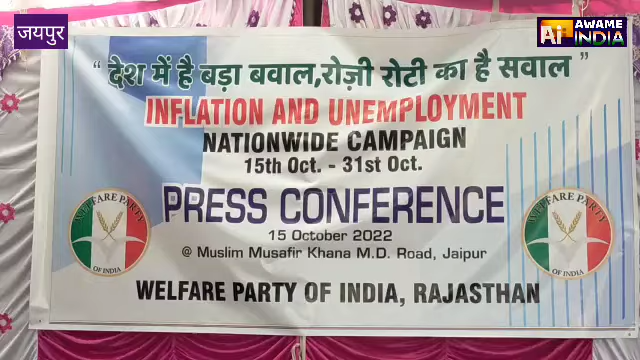 जयपुर
Ai AWAME INDIA
“देश में है बड़ा बवाल,रोज़ी रोटी का है सवाल”
INFLATION AND UNEMPLOYMENT
NATIONWIDE CAMPAIGN
15th Oct. - 31st Oct.
PRESS CONFERENCE
15 October 2022
@ Muslim Musafir Khana M.D. Road, Jaipur
WELFARE PARTY OF INDIA
WELFARE PARTY OF INDIA
WELFARE PARTY OF INDIA, RAJASTHAN